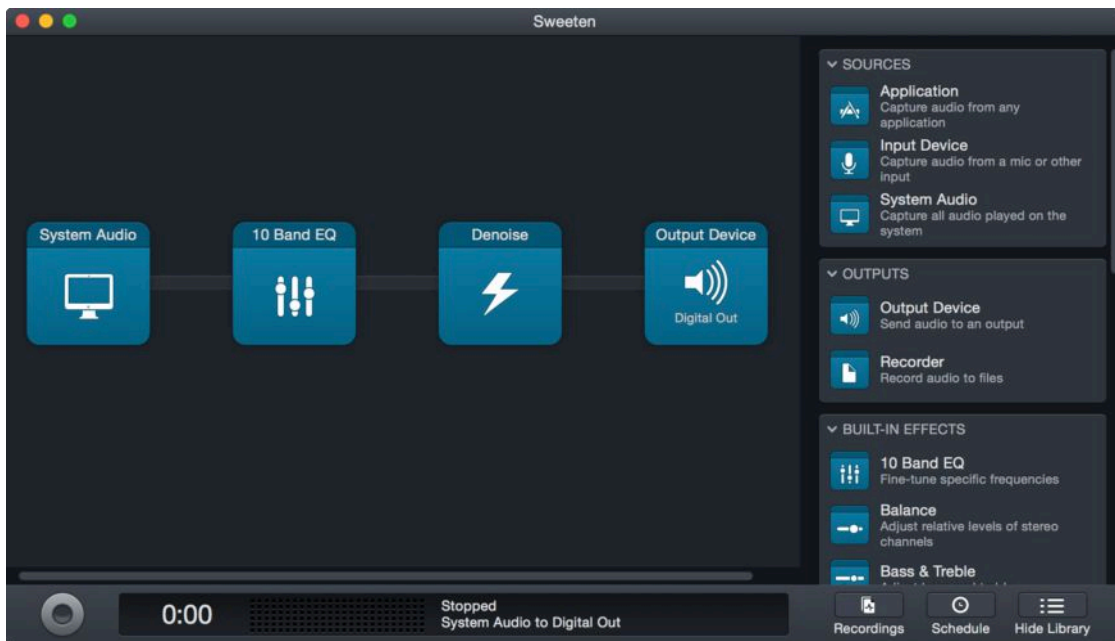 Sweeten
System Audio
10 Band EQ
Denoise
Output Device
Digital Out
SOURCES
Application
Capture audio from any
application
Input Device
Capture audio from a mic or other
input
System Audio
Capture all audio played on the
system
OUTPUTS
Output Device
Send audio to an output
Recorder
Record audio to files
BUILT-IN EFFECTS
10 Band EQ
Fine-tune specific frequencies
Balance
Adjust relative levels of stereo
channels
Bass & Treble
0:00
Stopped
System Audio to Digital Out
Recordings
Schedule
Hide Library